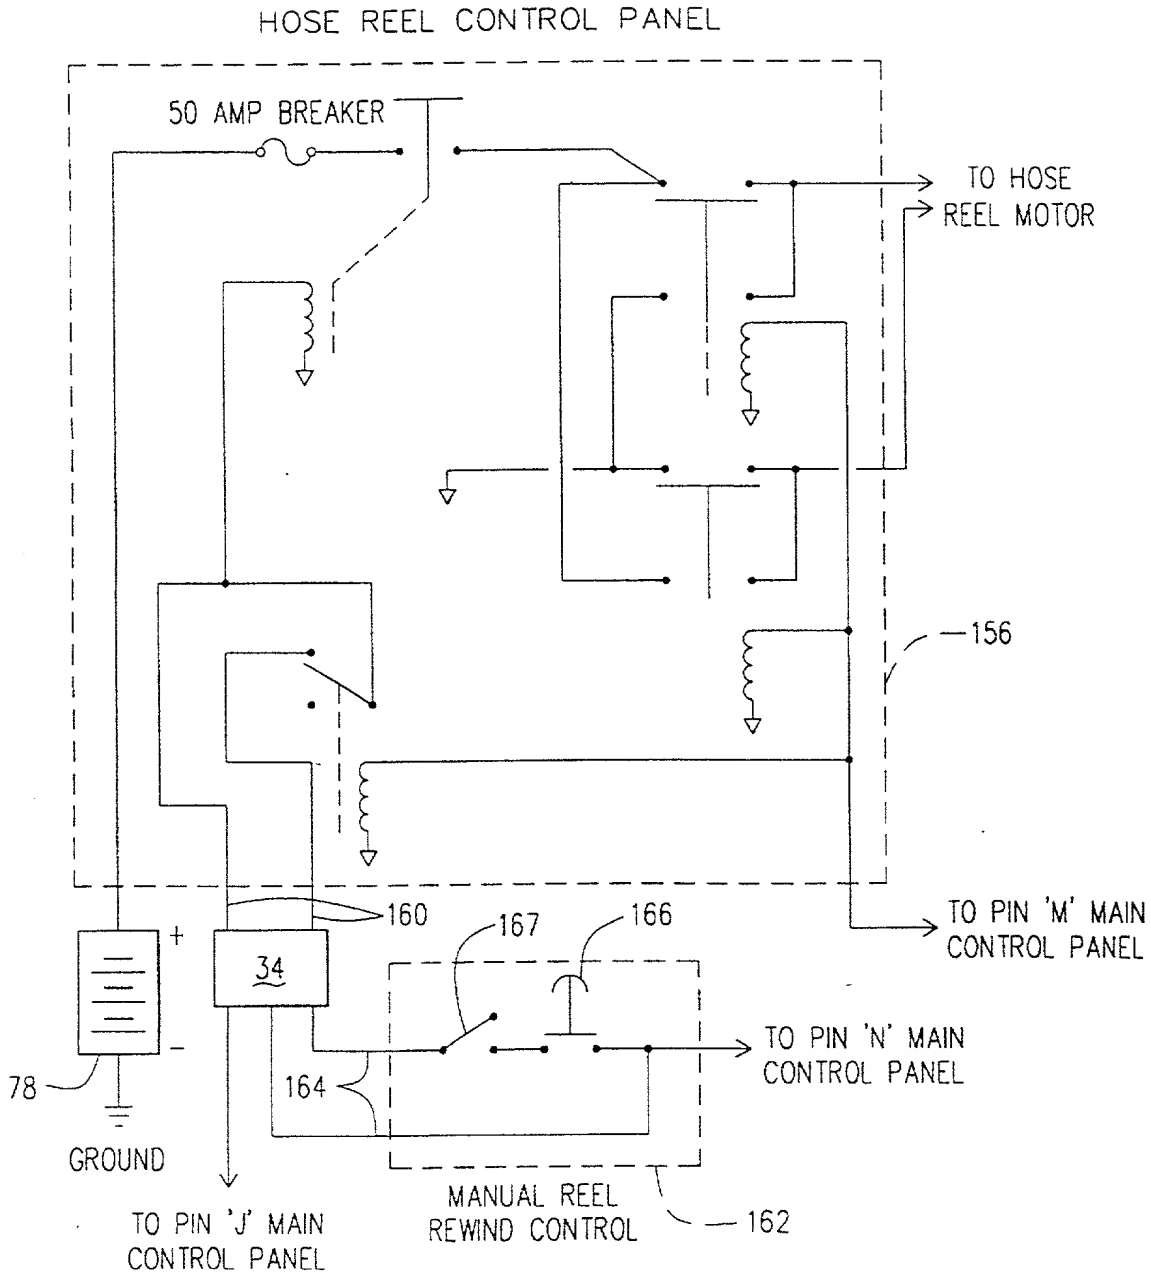 HOSE REEL CONTROL PANEL
50 AMP BREAKER
TO HOSE
REEL MOTOR
156
160
167
166
TO PIN 'M' MAIN
CONTROL PANEL
+
34
-
TO PIN 'N' MAIN
CONTROL PANEL
78
164
GROUND
MANUAL REEL
REWIND CONTROL
162
TO PIN 'J' MAIN
CONTROL PANEL